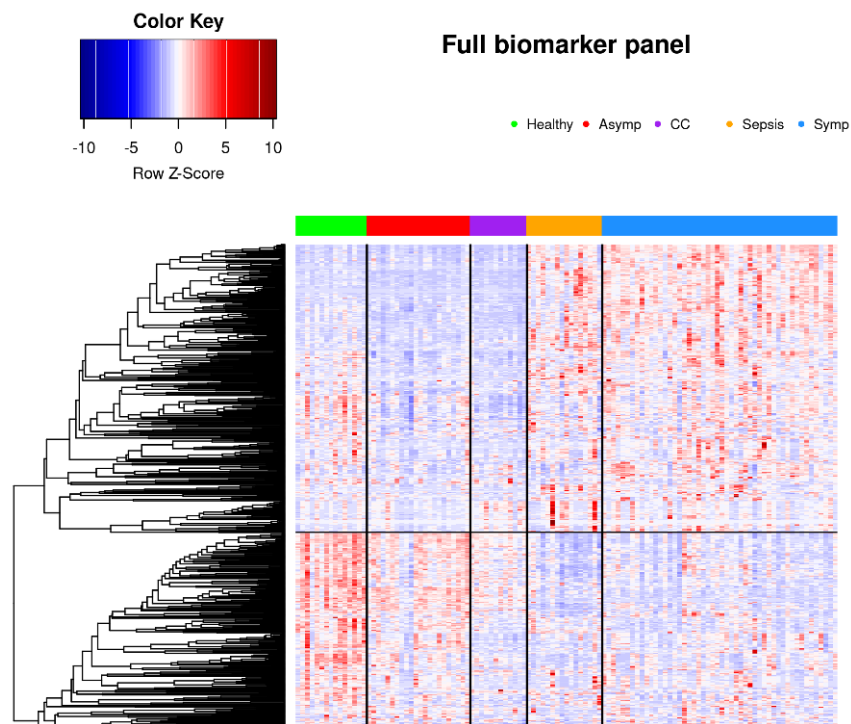 Color Key
-10 -5 0 5 10
Row Z-Score
Full biomarker panel
Healthy Asymp CC Sepsis Symp